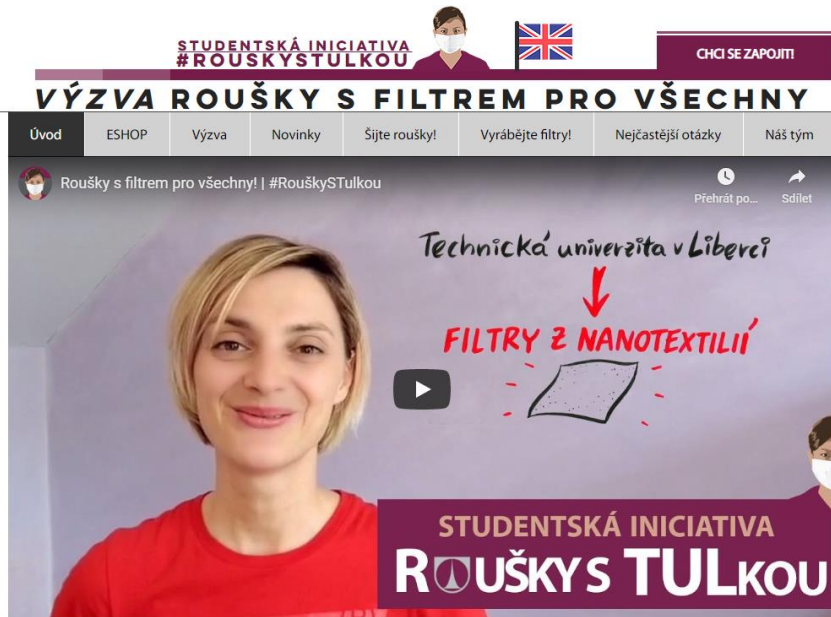 STUDENTSKÁ INICIATIVA
#ROUSKYSTULKOU
CHCI SE ZAPOJIT!
VÝZVA ROUŠKY S FILTREM PRO VŠECHNY
Úvod ESHOP Výzva Novinky Šijte roušky! Vyrábějte filtry! Nejčastější otázky Náš tým
Roušky s filtrem pro všechny! | #RouškySTulkou
Přehrát po... Sdílet
Technická univerzita v Liberci
FILTRY Z NANOTEXTILIÍ
STUDENTSKÁ INICIATIVA
ROUŠKY S TULKOU